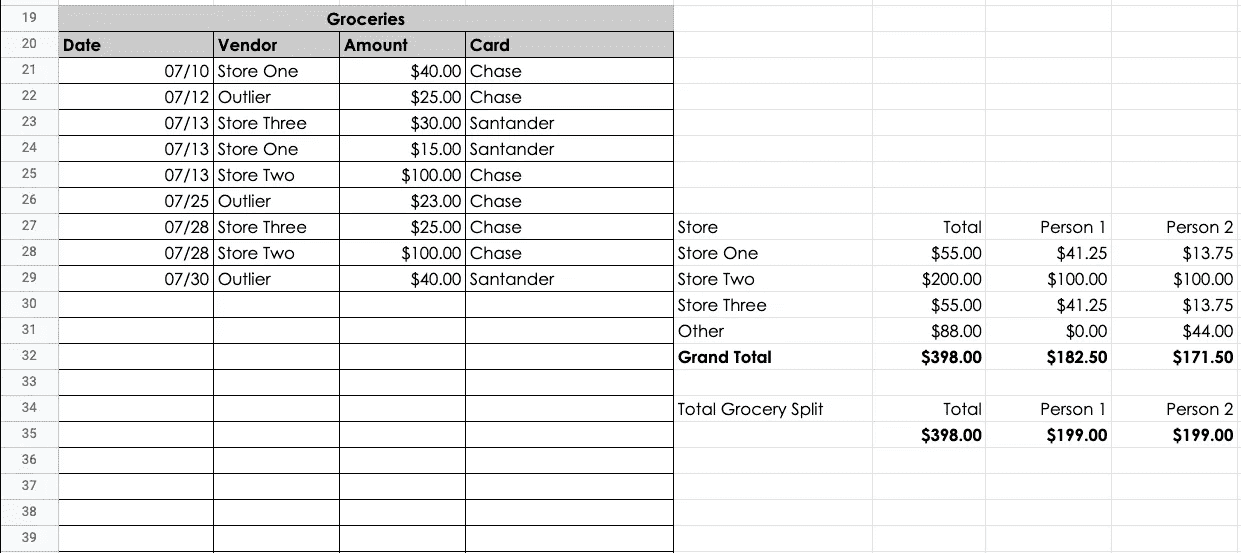 19 Groceries
20 Date Vendor Amount Card
21 07/10 Store One $40.00 Chase
22 07/12 Outlier $25.00 Chase
23 07/13 Store Three $30.00 Santander
24 07/13 Store One $15.00 Santander
25 07/13 Store Two $100.00 Chase
26 07/25 Outlier $23.00 Chase
27 07/28 Store Three $25.00 Chase Store Total Person 1 Person 2
28 07/28 Store Two $100.00 Chase Store One $55.00 $41.25 $13.75
29 07/30 Outlier $40.00 Santander Store Two $200.00 $100.00 $100.00
30 Store Three $55.00 $41.25 $13.75
31 Other $88.00 $0.00 $44.00
32 Grand Total $398.00 $182.50 $171.50
33
34 Total Grocery Split Total Person 1 Person 2
35 $398.00 $199.00 $199.00
36
37
38
39